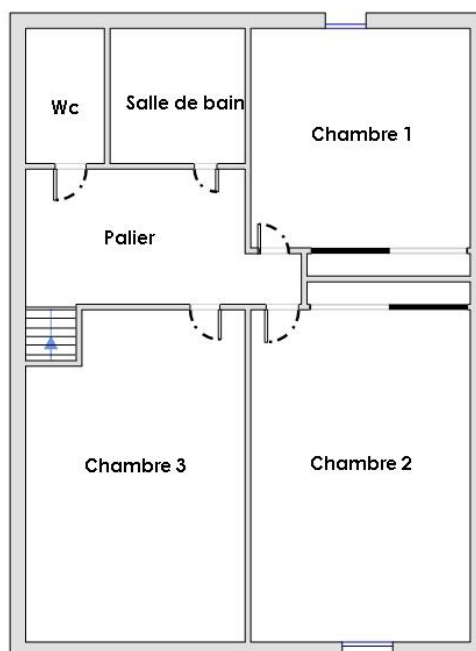 Wc
Salle de bain
Chambre 1
Palier
Chambre 3
Chambre 2